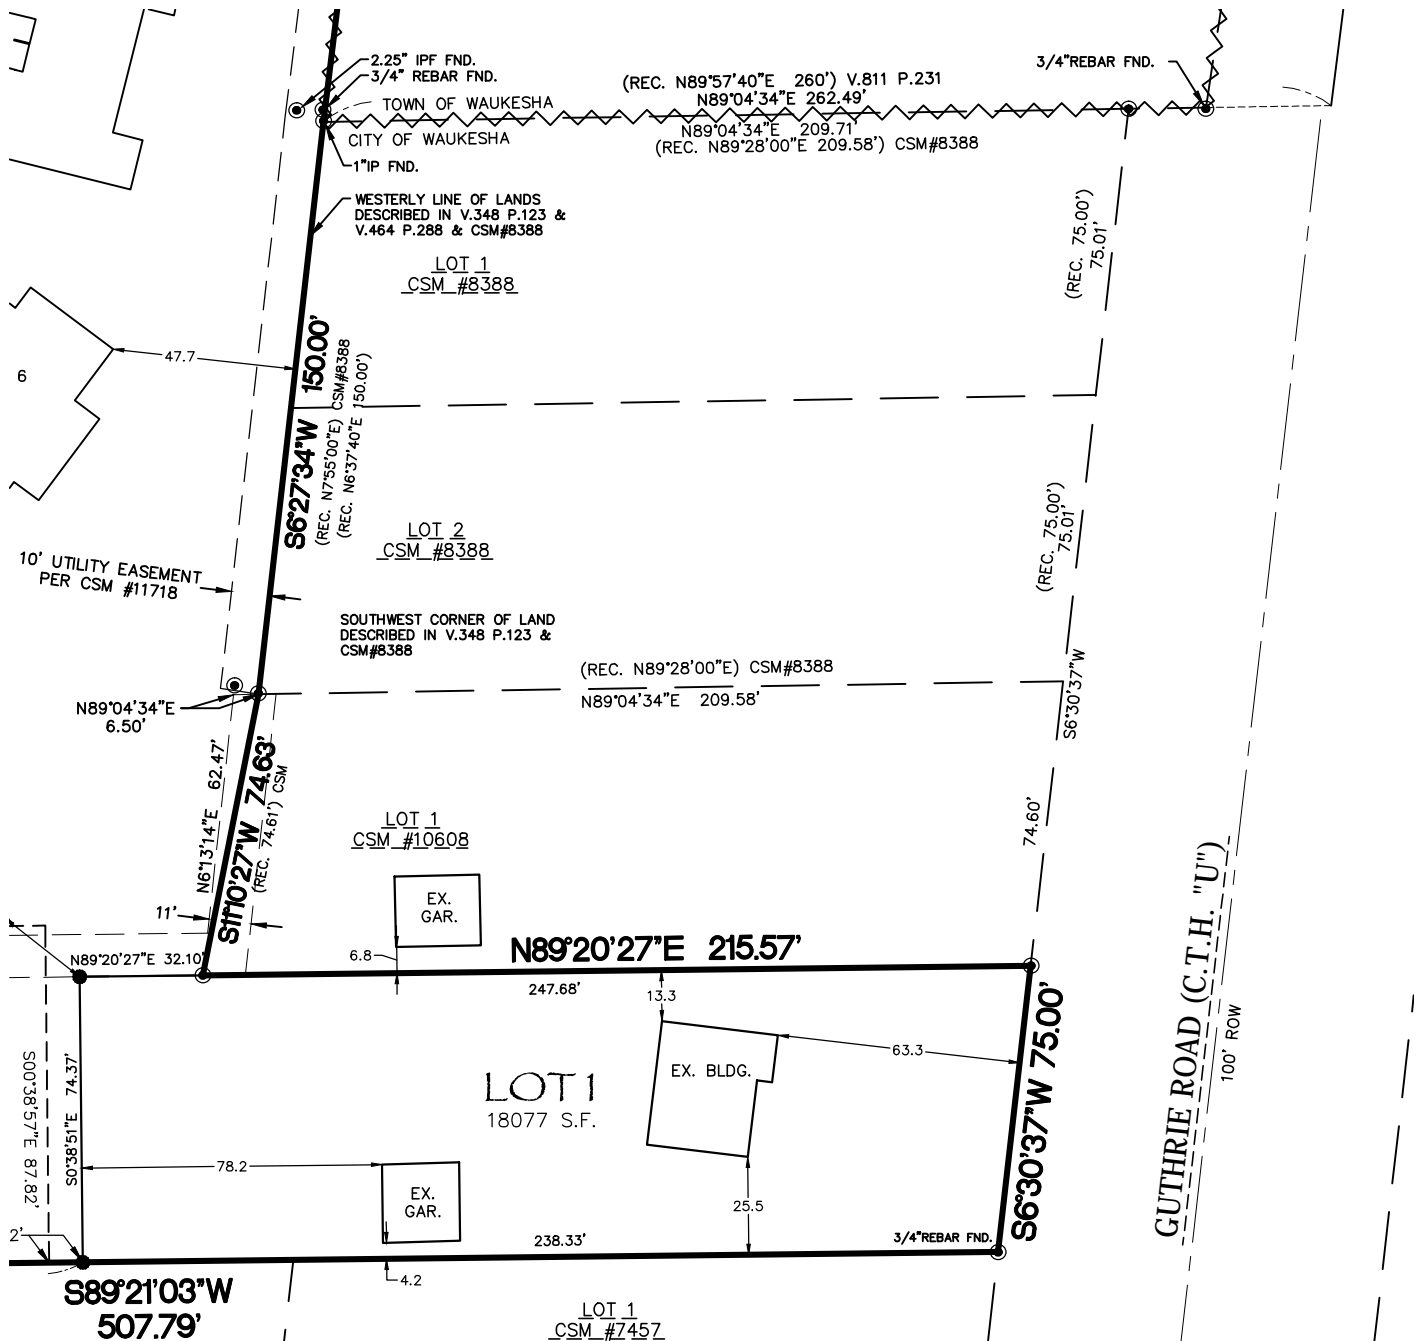 2.25" IPF FND.
3/4" REBAR FND.
TOWN OF WAUKESHA
CITY OF WAUKESHA
1"IP FND.
(REC. N89°57'40"E 260') V.811 P.231
N89°04'34"E 262.49'
N89°04'34"E 209.71'
(REC. N89°28'00"E 209.58') CSM#8388
3/4"REBAR FND.
WESTERLY LINE OF LANDS
DESCRIBED IN V.348 P.123 &
V.464 P.288 & CSM#8388
LOT 1
CSM #8388
(REC. 75.00')
75.01'
47.7
6
S6°27'34"W 150.00'
(REC. N7°55'00"E) CSM#8388
(REC. N6°37'40"E 150.00')
LOT 2
CSM #8388
(REC. 75.00')
75.01'
10' UTILITY EASEMENT
PER CSM #11718
SOUTHWEST CORNER OF LAND
DESCRIBED IN V.348 P.123 &
CSM#8388
(REC. N89°28'00"E) CSM#8388
N89°04'34"E 209.58'
S6°30'37"W
N89°04'34"E
6.50'
N6°13'14"E 62.47'
S11°10'27"W 74.63'
(REC. 74.61') CSM
LOT 1
CSM #10608
74.60'
EX.
GAR.
11'
6.8
N89°20'27"E 32.10'
N89°20'27"E 215.57'
247.68'
13.3
63.3
EX. BLDG.
S6°30'37"W 75.00'
GUTHRIE ROAD (C.T.H. "U")
100' ROW
S00°38'57"E 87.82'
S0°38'51"E 74.37'
LOT 1
18077 S.F.
78.2
EX.
GAR.
25.5
2'
238.33'
3/4"REBAR FND.
4.2
S89°21'03"W
507.79'
LOT 1
CSM #7457